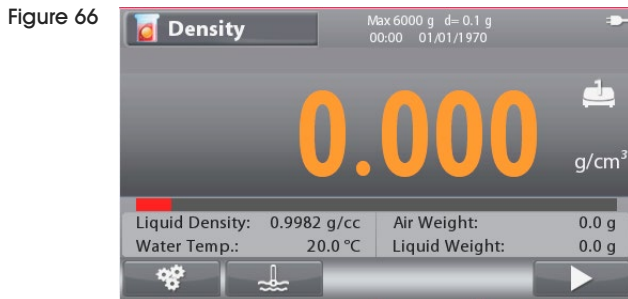 Figure 66
Density
Max 6000 g d= 0.1 g
00:00 01/01/1970
1
0.000
g/cm³
Liquid Density: 0.9982 g/cc Air Weight: 0.0 g
Water Temp.: 20.0 °C Liquid Weight: 0.0 g